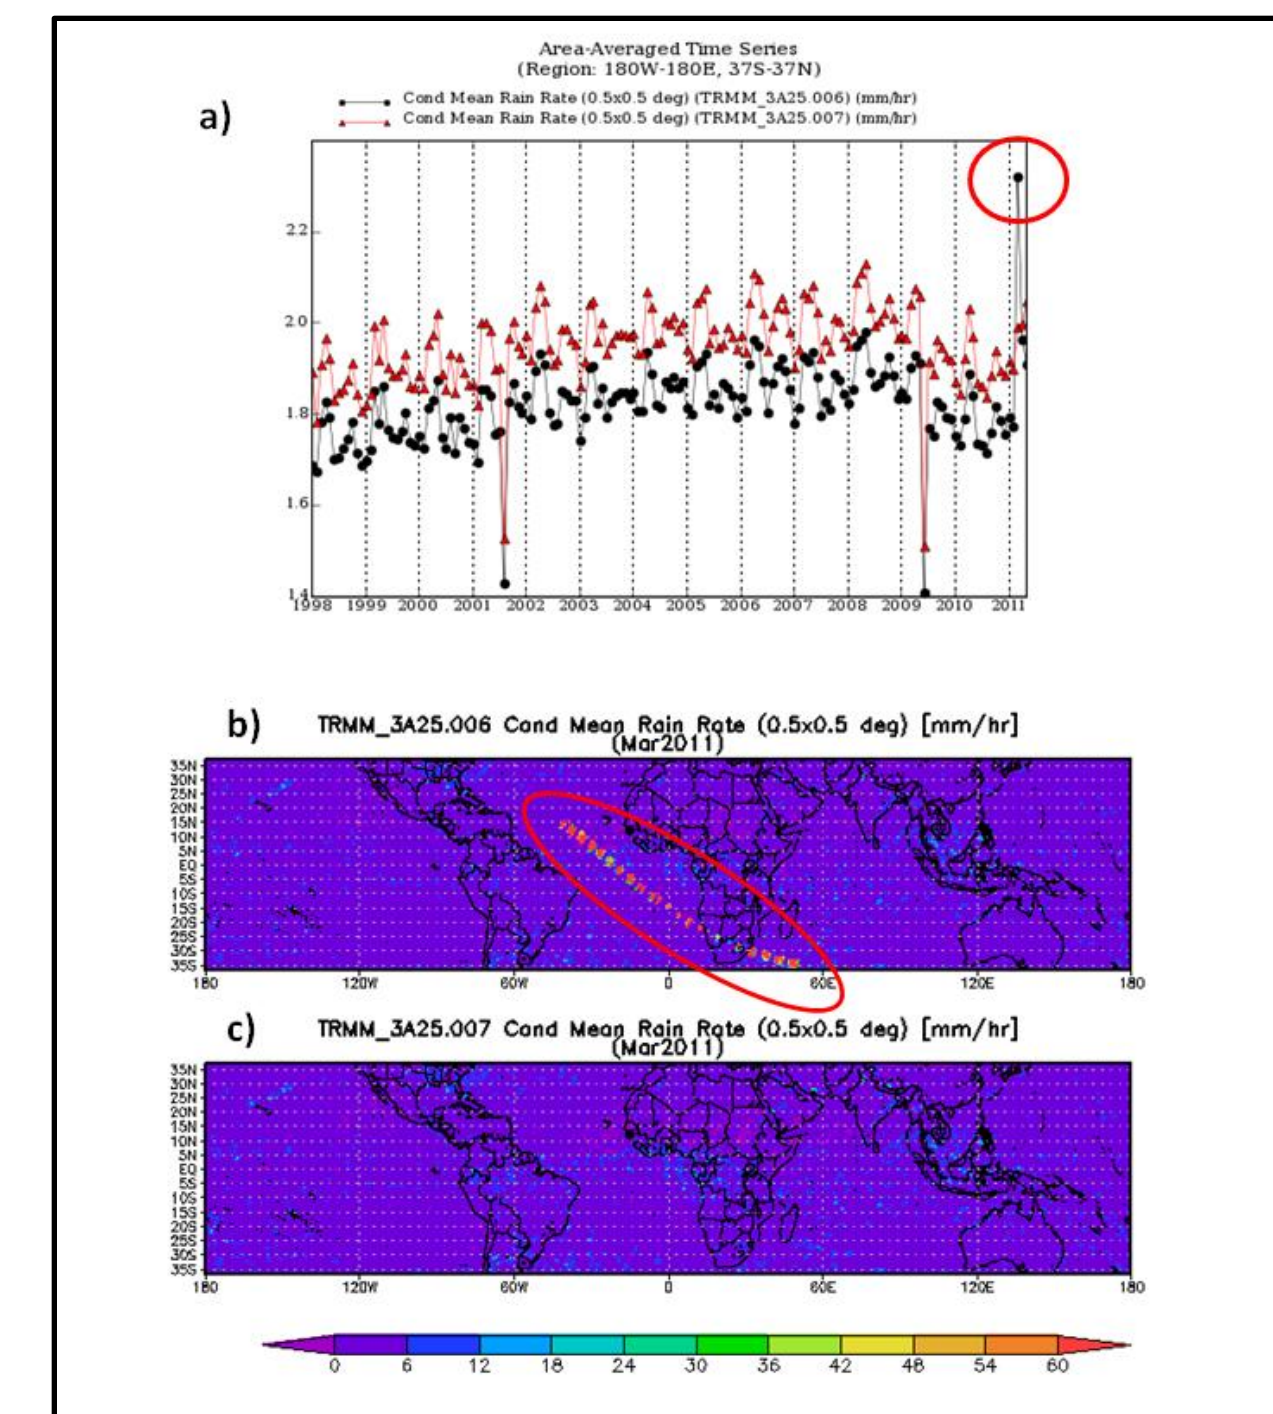 Area-Averaged Time Series
(Region: 180W-180E, 37S-37N)
a)
Cond Mean Rain Rate (0.5x0.5 deg) (TRMM_3A25.006) (mm/hr)
Cond Mean Rain Rate (0.5x0.5 deg) (TRMM_3A25.007) (mm/hr)
2.2
2.0
1.8
1.6
1.4
1998 1999 2000 2001 2002 2003 2004 2005 2006 2007 2008 2009 2010 2011
b)
TRMM_3A25.006 Cond Mean Rain Rate (0.5x0.5 deg) [mm/hr]
(Mar2011)
35N
30N
25N
20N
15N
10N
5N
EQ
5S
10S
15S
20S
25S
30S
35S
180 120W 60W 0 60E 120E 180
c)
TRMM_3A25.007 Cond Mean Rain Rate (0.5x0.5 deg) [mm/hr]
(Mar2011)
35N
30N
25N
20N
15N
10N
5N
EQ
5S
10S
15S
20S
25S
30S
35S
180 120W 60W 0 60E 120E 180
0 6 12 18 24 30 36 42 48 54 60